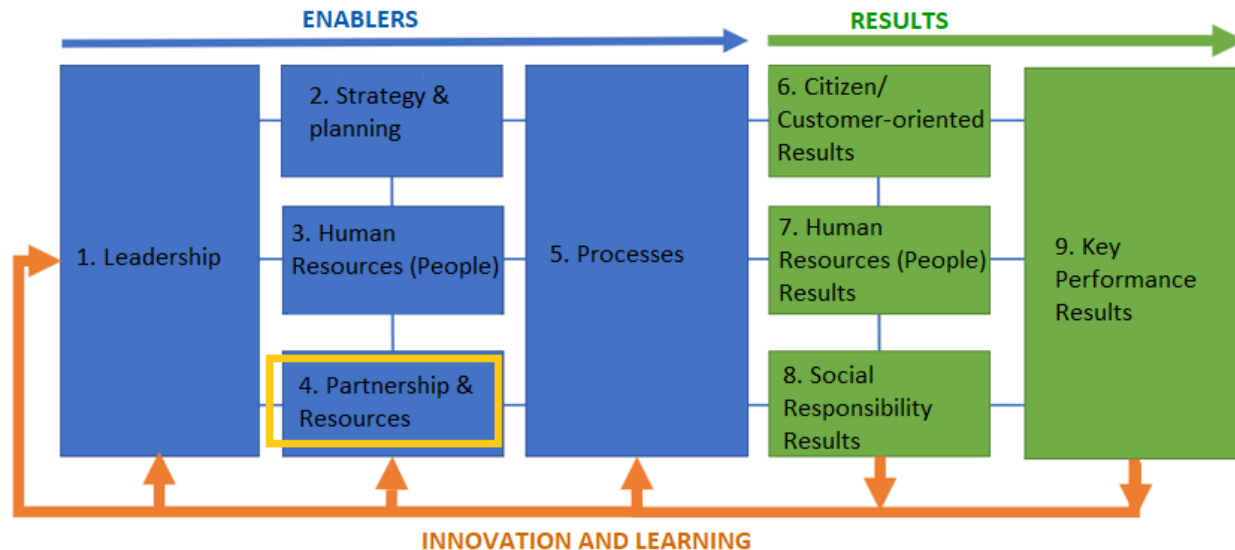 ENABLERS
RESULTS
1. Leadership
2. Strategy &
planning
3. Human
Resources (People)
4. Partnership &
Resources
5. Processes
6. Citizen/
Customer-oriented
Results
7. Human
Resources (People)
Results
8. Social
Responsibility
Results
9. Key
Performance
Results
INNOVATION AND LEARNING